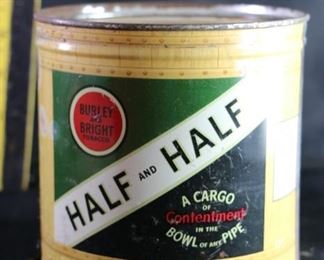 BURLEY
AND
BRIGHT
TOBACCO
HALF AND HALF
A CARGO
OF
Contentment
IN THE
BOWL OF ANY PIPE